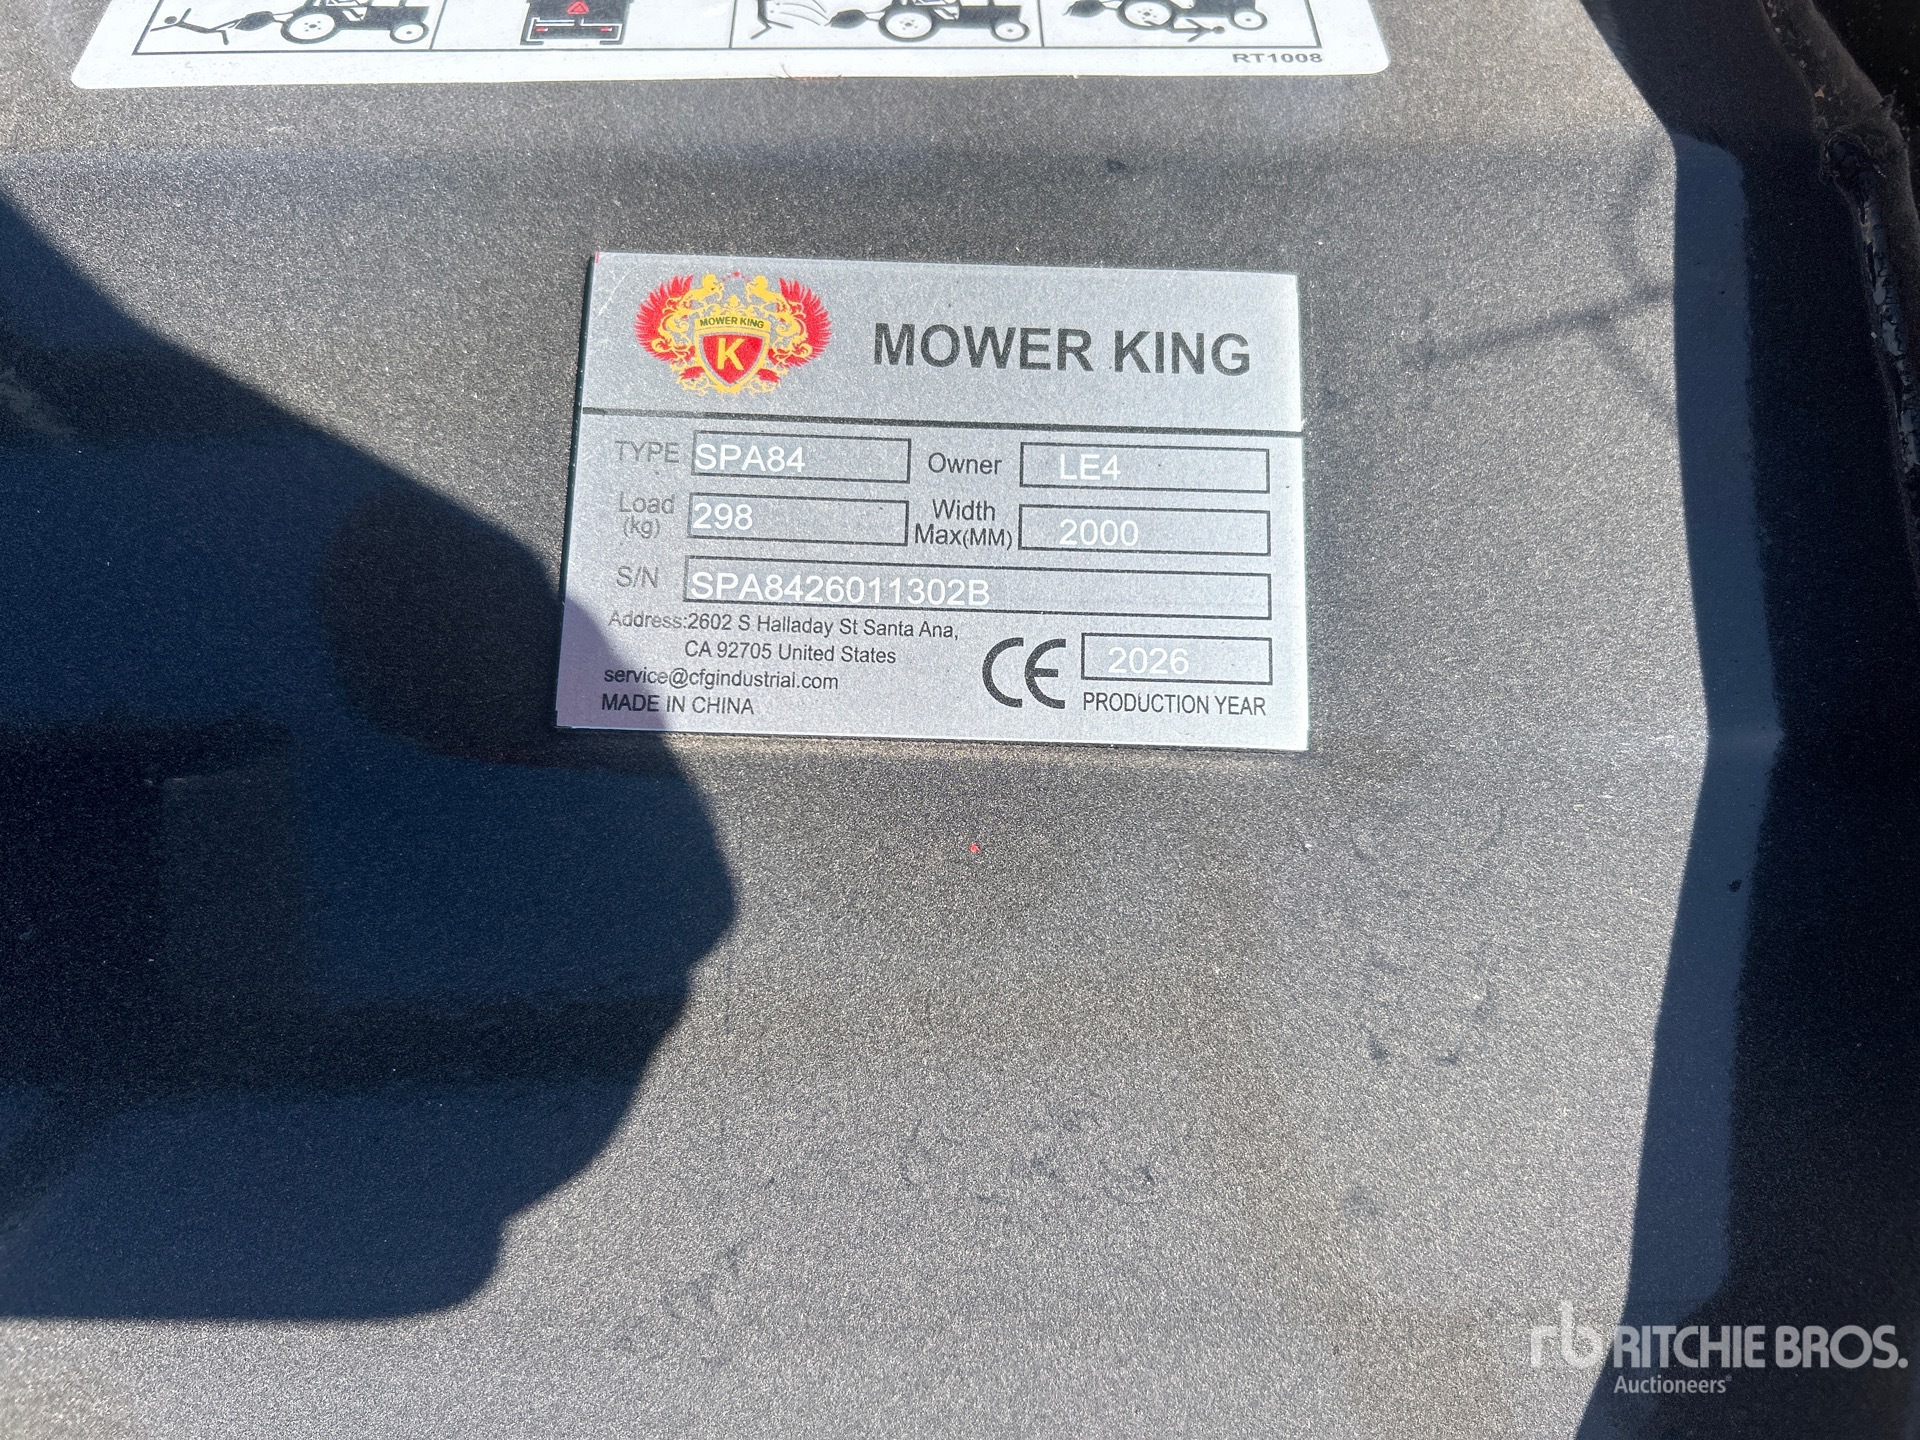 RT1008
MOWER KING
K
MOWER KING
TYPE SPA84 Owner LE4
Load (kg) 298 Width Max(MM) 2000
S/N SPA8426011302B
Address:2602 S Halladay St Santa Ana,
CA 92705 United States
service@cfgindustrial.com
MADE IN CHINA
CE 2026
PRODUCTION YEAR
rb RITCHIE BROS.
Auctioneers